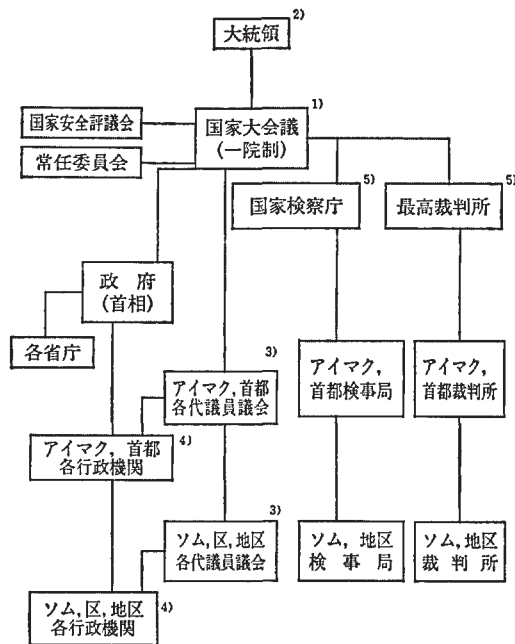 2)
大統領
1)
国家安全評議会
国家大会議
(一院制)
常任委員会
5)
国家検察庁
5)
最高裁判所
政 府
(首相)
各省庁
3)
アイマク,首都
各代議員議会
アイマク,
首都検事局
アイマク,
首都裁判所
アイマク,首都
各行政機関
4)
3)
ソム,区,地区
各代議員議会
ソム,地区
検 事 局
ソム,地区
裁 判 所
ソム,区,地区
各行政機関
4)